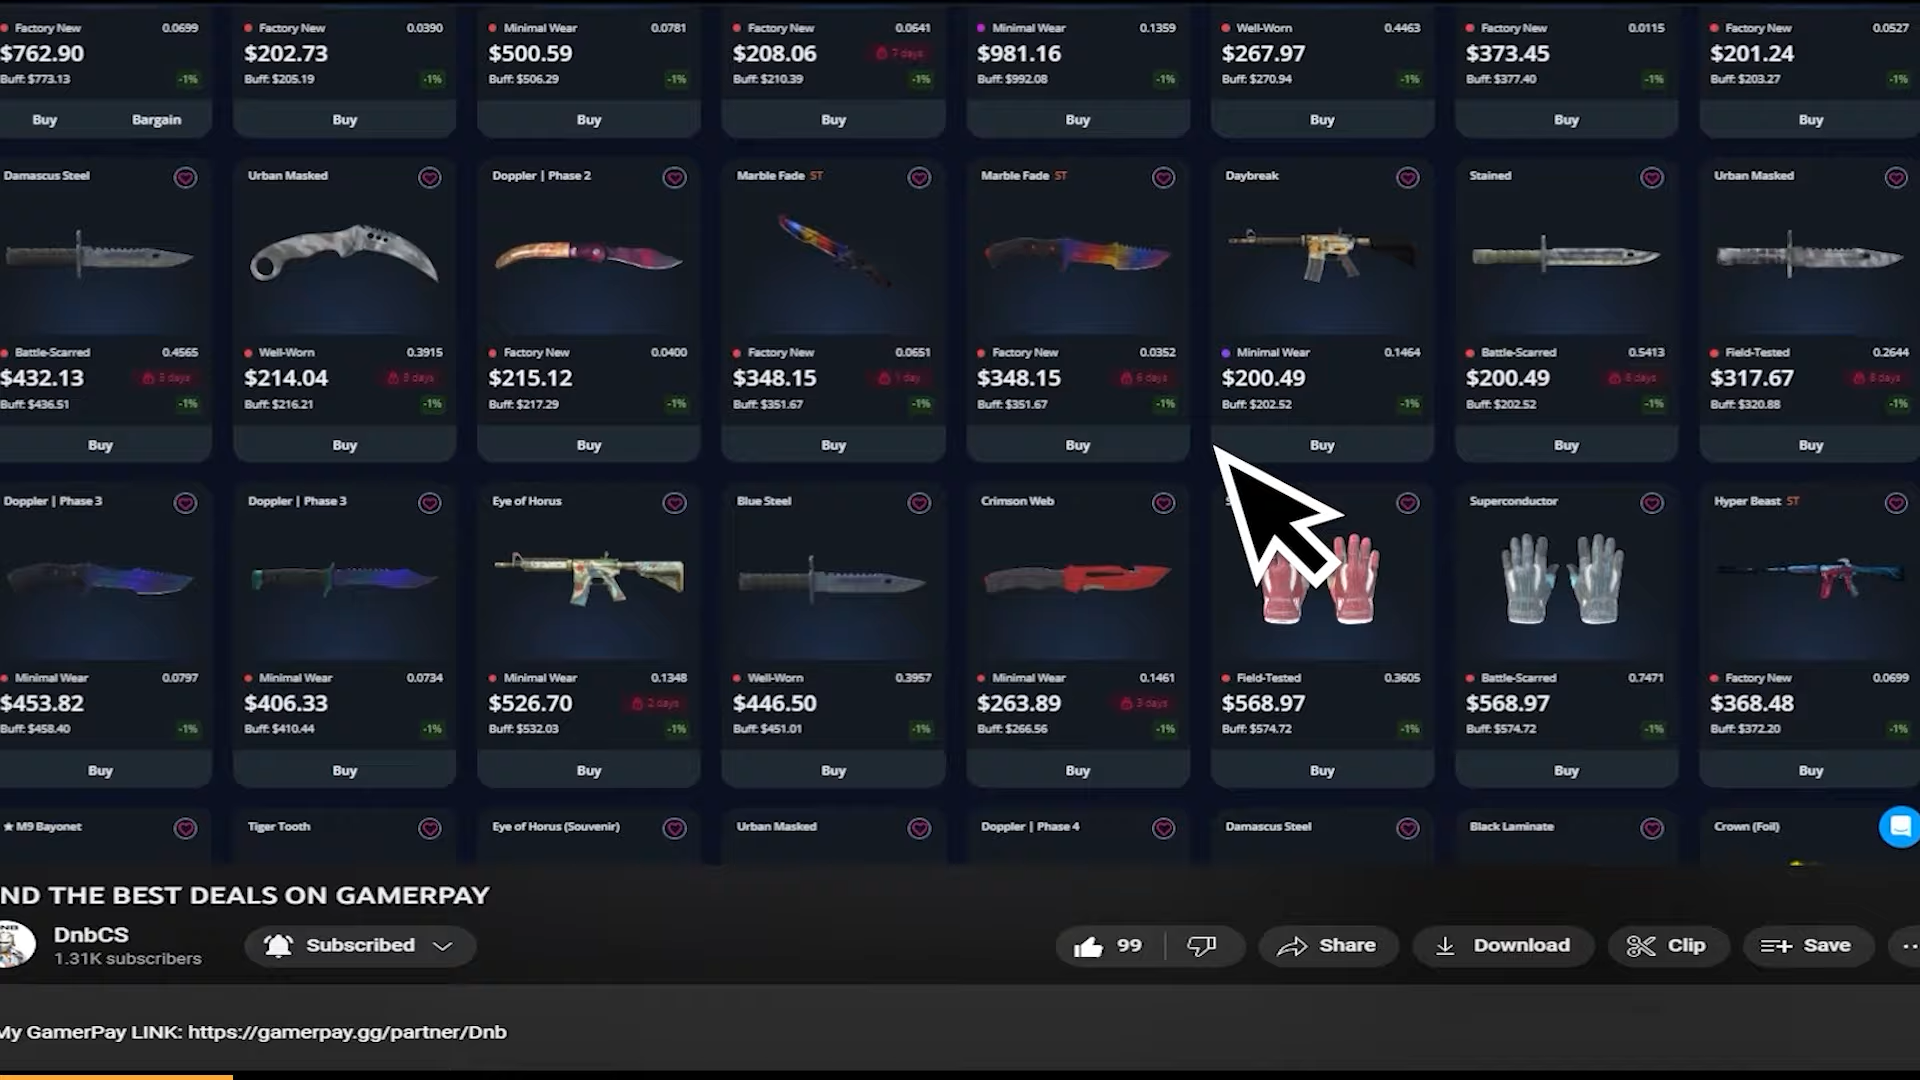 Factory New 0.0699
$762.90
Buff: $773.13 -1%
Buy Bargain
Factory New 0.0390
$202.73
Buff: $205.19 -1%
Buy
Minimal Wear 0.0781
$500.59
Buff: $506.29 -1%
Buy
Factory New 0.0641
$208.06 7 days
Buff: $210.39 -1%
Buy
Minimal Wear 0.1359
$981.16
Buff: $992.08 -1%
Buy
Well-Worn 0.4463
$267.97
Buff: $270.94 -1%
Buy
Factory New 0.0115
$373.45
Buff: $377.40 -1%
Buy
Factory New 0.0527
$201.24
Buff: $203.27 -1%
Buy
Damascus Steel
Battle-Scarred 0.4565
$432.13 days
Buff: $436.51 -1%
Buy
Urban Masked
Well-Worn 0.3915
$214.04 days
Buff: $216.21 -1%
Buy
Doppler | Phase 2
Factory New 0.0400
$215.12
Buff: $217.29 -1%
Buy
Marble Fade ST
Factory New 0.0651
$348.15 1 day
Buff: $351.67 -1%
Buy
Marble Fade ST
Factory New 0.0352
$348.15 6 days
Buff: $351.67 -1%
Buy
Daybreak
Minimal Wear 0.1464
$200.49
Buff: $202.52 -1%
Buy
Stained
Battle-Scarred 0.5413
$200.49 days
Buff: $202.52 -1%
Buy
Urban Masked
Field-Tested 0.2644
$317.67 days
Buff: $320.88 -1%
Buy
Doppler | Phase 3
Minimal Wear 0.0797
$453.82
Buff: $458.40 -1%
Buy
Doppler | Phase 3
Minimal Wear 0.0734
$406.33
Buff: $410.44 -1%
Buy
Eye of Horus
Minimal Wear 0.1348
$526.70 2 days
Buff: $532.03 -1%
Buy
Blue Steel
Well-Worn 0.3957
$446.50
Buff: $451.01 -1%
Buy
Crimson Web
Minimal Wear 0.1461
$263.89 3 days
Buff: $266.56 -1%
Buy
Field-Tested 0.3605
$568.97
Buff: $574.72 -1%
Buy
Superconductor
Battle-Scarred 0.7471
$568.97
Buff: $574.72 -1%
Buy
Hyper Beast ST
Factory New 0.0699
$368.48
Buff: $372.20 -1%
Buy
★ M9 Bayonet
Tiger Tooth
Eye of Horus (Souvenir)
Urban Masked
Doppler | Phase 4
Damascus Steel
Black Laminate
Crown (Foil)
ND THE BEST DEALS ON GAMERPAY
DnbCS
1.31K subscribers
Subscribed
99
Share
Download
Clip
Save
My GamerPay LINK: https://gamerpay.gg/partner/Dnb